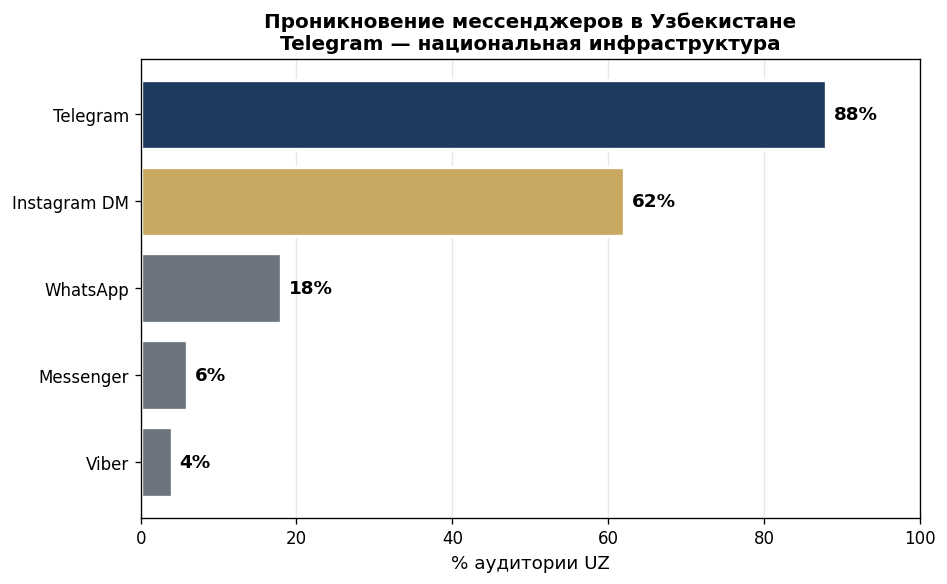 Проникновение мессенджеров в Узбекистане
Telegram — национальная инфраструктура
Telegram
88%
Instagram DM
62%
WhatsApp
18%
Messenger
6%
Viber
4%
0 20 40 60 80 100
% аудитории UZ